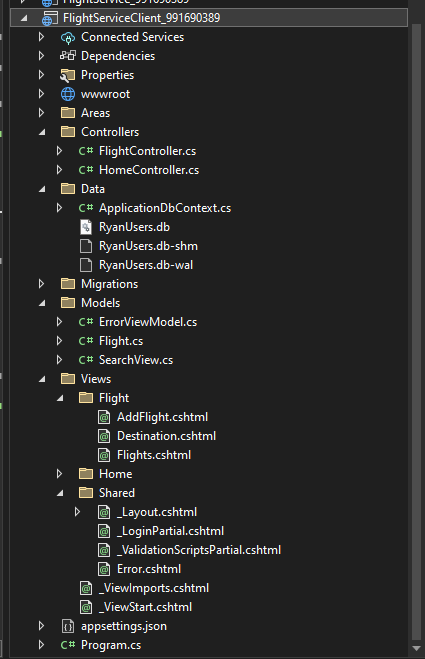 FlightService_991690389
FlightServiceClient_991690389
Connected Services
Dependencies
Properties
wwwroot
Areas
Controllers
C# FlightController.cs
C# HomeController.cs
Data
C# ApplicationDbContext.cs
RyanUsers.db
RyanUsers.db-shm
RyanUsers.db-wal
Migrations
Models
C# ErrorViewModel.cs
C# Flight.cs
C# SearchView.cs
Views
Flight
@ AddFlight.cshtml
@ Destination.cshtml
@ Flights.cshtml
Home
Shared
@ _Layout.cshtml
@ _LoginPartial.cshtml
@ _ValidationScriptsPartial.cshtml
@ Error.cshtml
@ _ViewImports.cshtml
@ _ViewStart.cshtml
appsettings.json
C# Program.cs